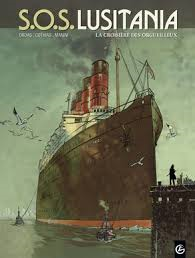 S.O.S. LUSITANIA
LA CROISIÈRE DES ORGUEILLEUX